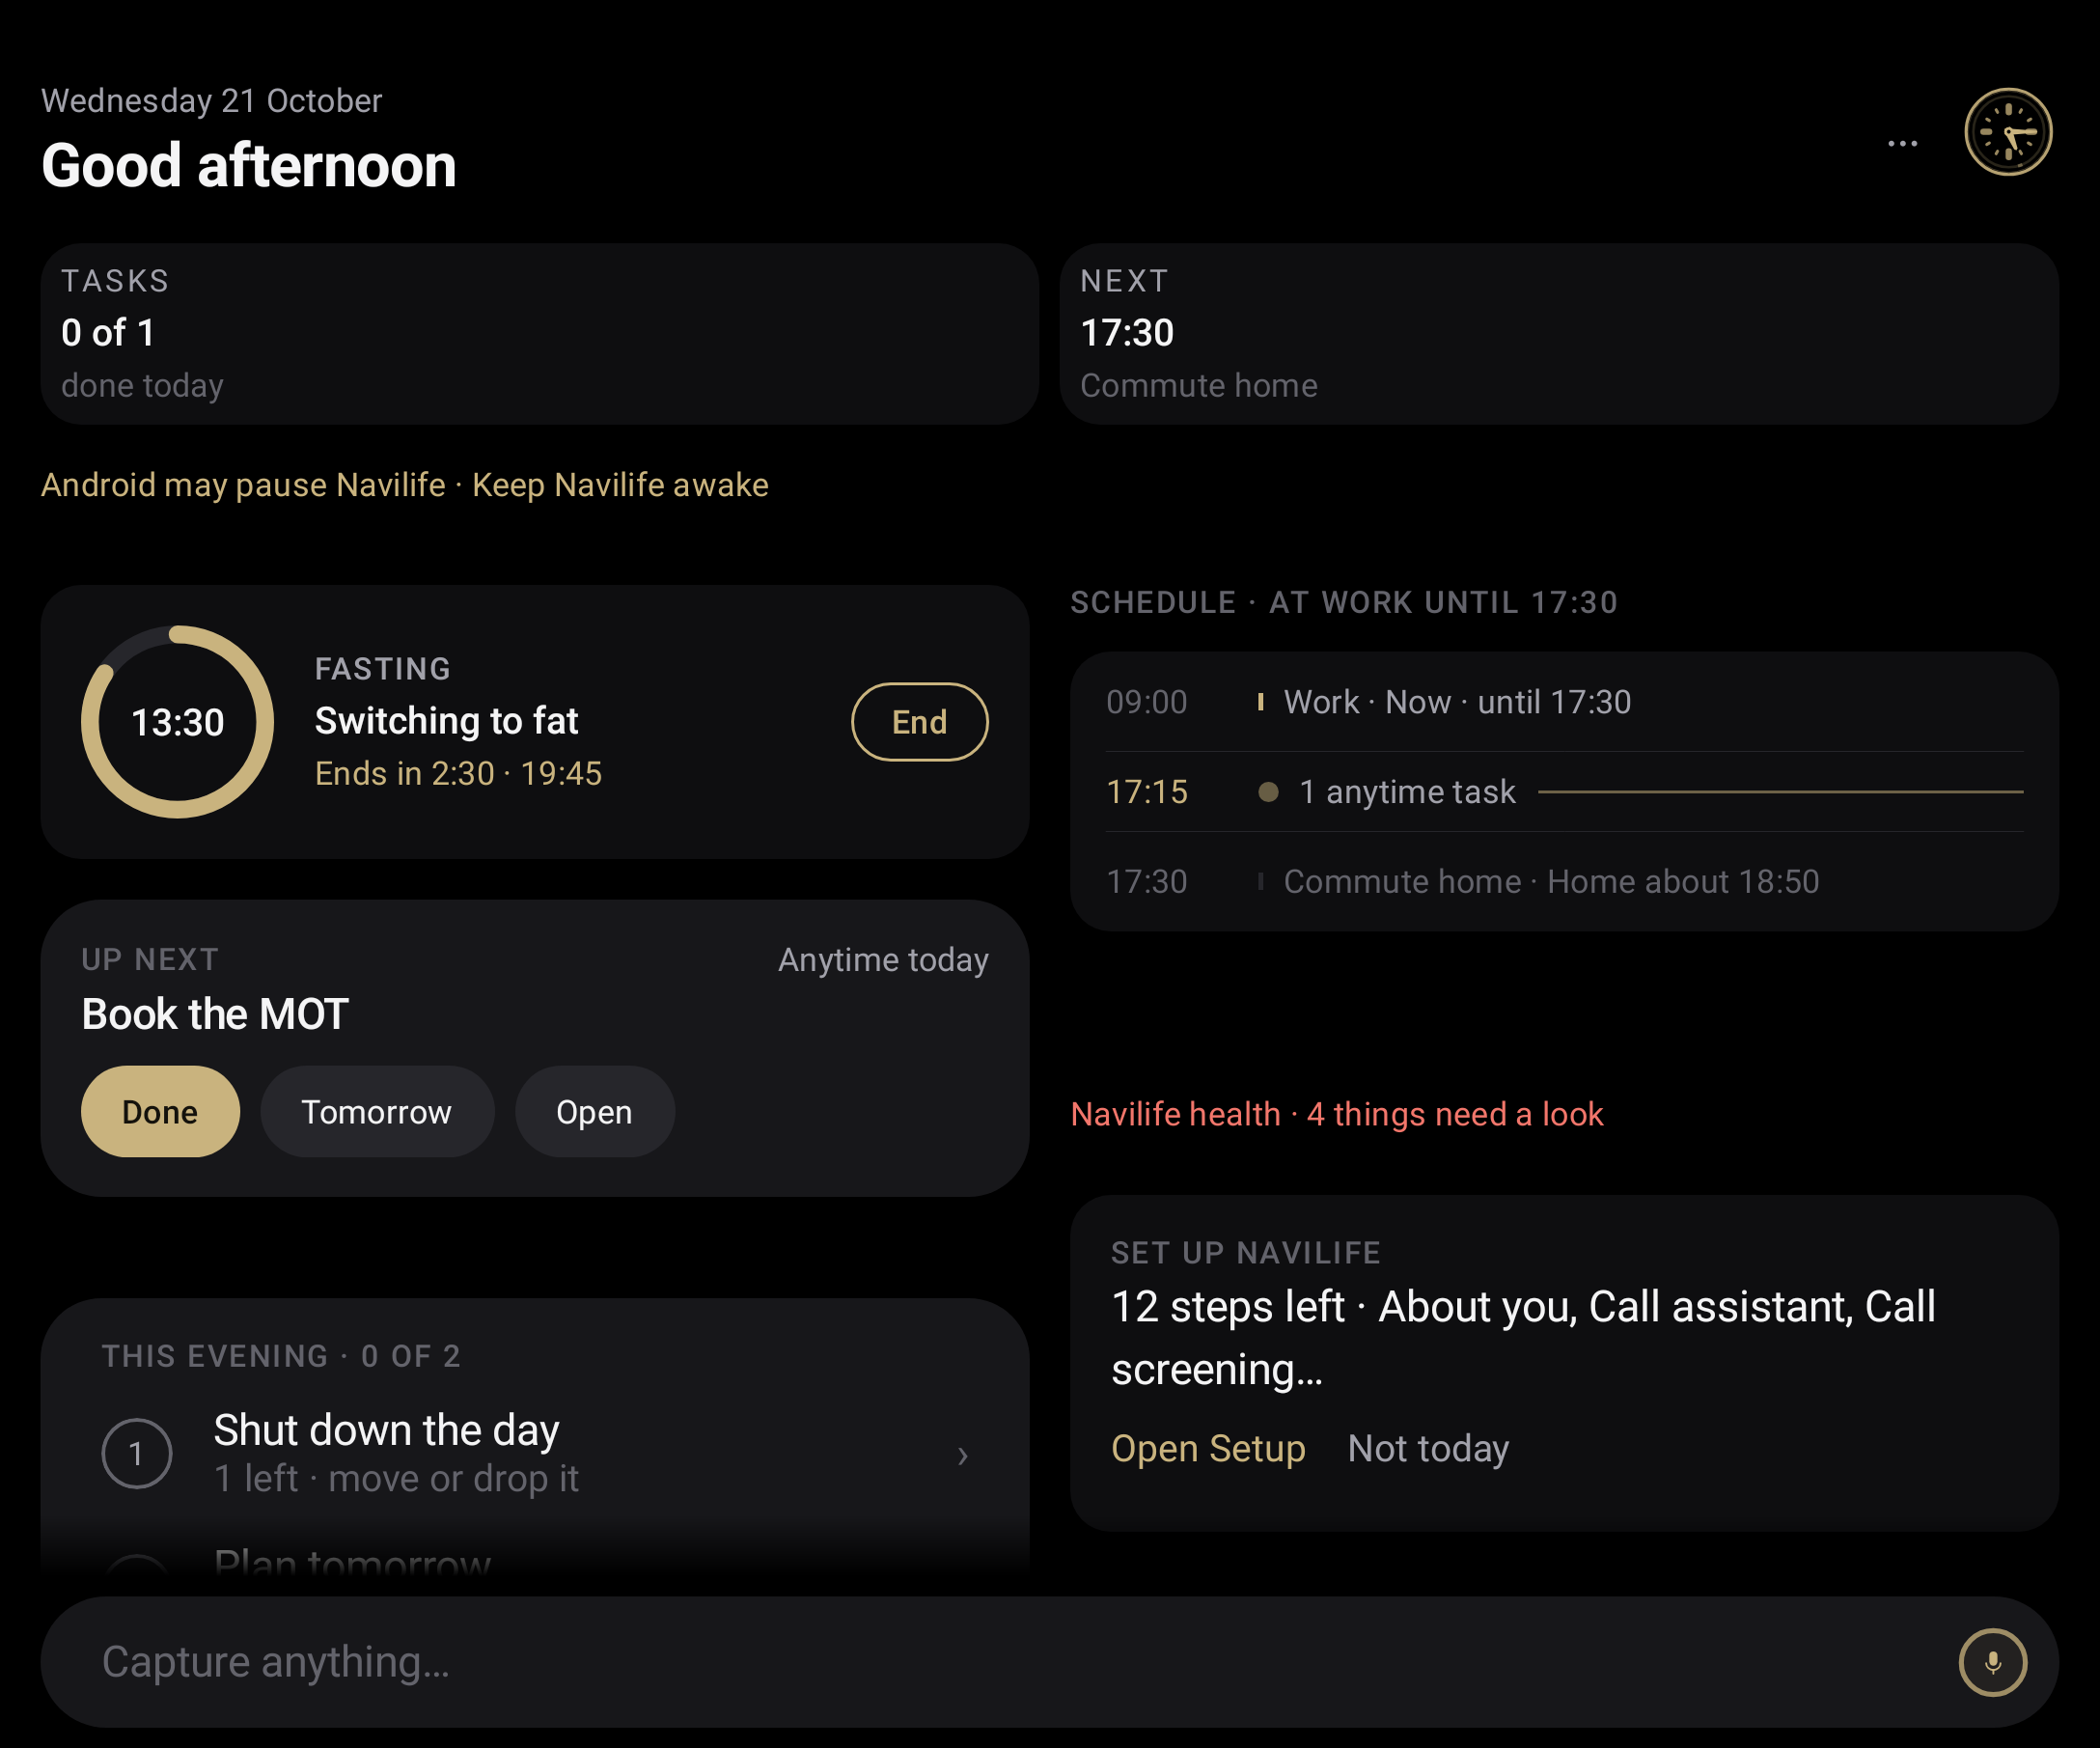 Wednesday 21 October
Good afternoon
...
TASKS
0 of 1
done today
NEXT
17:30
Commute home
Android may pause Navilife · Keep Navilife awake
13:30
FASTING
Switching to fat
Ends in 2:30 · 19:45
End
UP NEXT
Anytime today
Book the MOT
Done
Tomorrow
Open
THIS EVENING · 0 OF 2
1
Shut down the day
1 left · move or drop it
›
Plan tomorrow
SCHEDULE · AT WORK UNTIL 17:30
09:00 Work · Now · until 17:30
17:15 1 anytime task
17:30 Commute home · Home about 18:50
Navilife health · 4 things need a look
SET UP NAVILIFE
12 steps left · About you, Call assistant, Call
screening…
Open Setup
Not today
Capture anything…